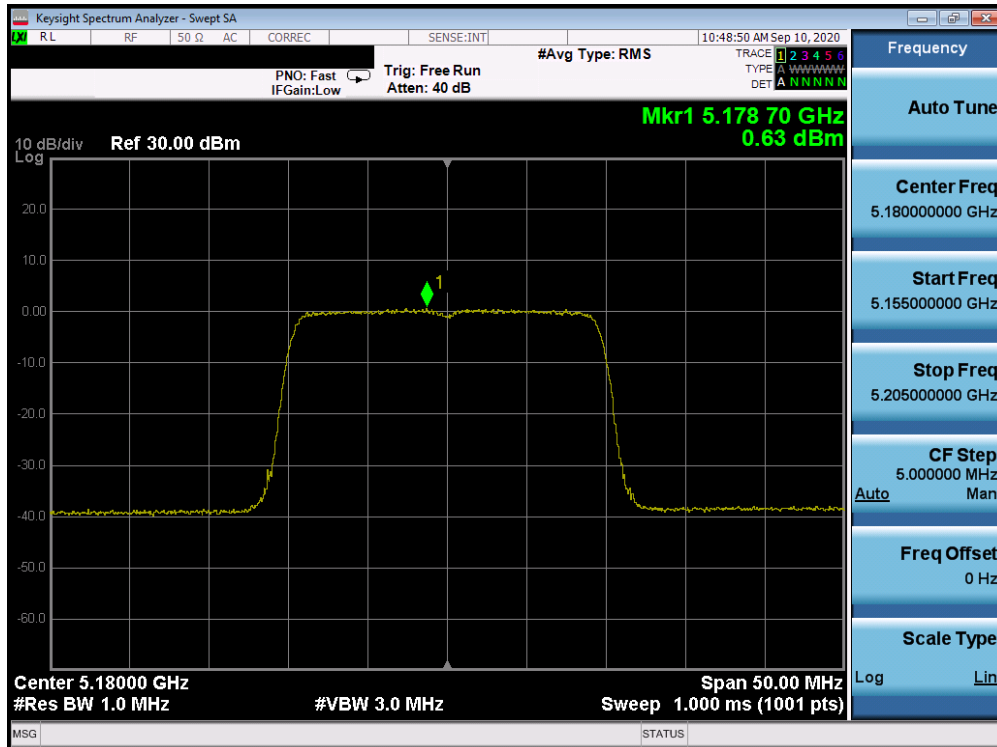 Keysight Spectrum Analyzer - Swept SA
LXI RL RF 50 Ω AC CORREC SENSE:INT 10:48:50 AM Sep 10, 2020
PNO: Fast
IFGain:Low
Trig: Free Run
Atten: 40 dB
#Avg Type: RMS
TRACE 1 2 3 4 5 6
TYPE A WWWWW
DET A N N N N N
Mkr1 5.178 70 GHz
0.63 dBm
10 dB/div Ref 30.00 dBm
Log
20.0
10.0
0.00
-10.0
-20.0
-30.0
-40.0
-50.0
-60.0
1
Center 5.18000 GHz Span 50.00 MHz
#Res BW 1.0 MHz #VBW 3.0 MHz Sweep 1.000 ms (1001 pts)
MSG STATUS
Frequency
Auto Tune
Center Freq
5.180000000 GHz
Start Freq
5.155000000 GHz
Stop Freq
5.205000000 GHz
CF Step
5.000000 MHz
Auto Man
Freq Offset
0 Hz
Scale Type
Log Lin